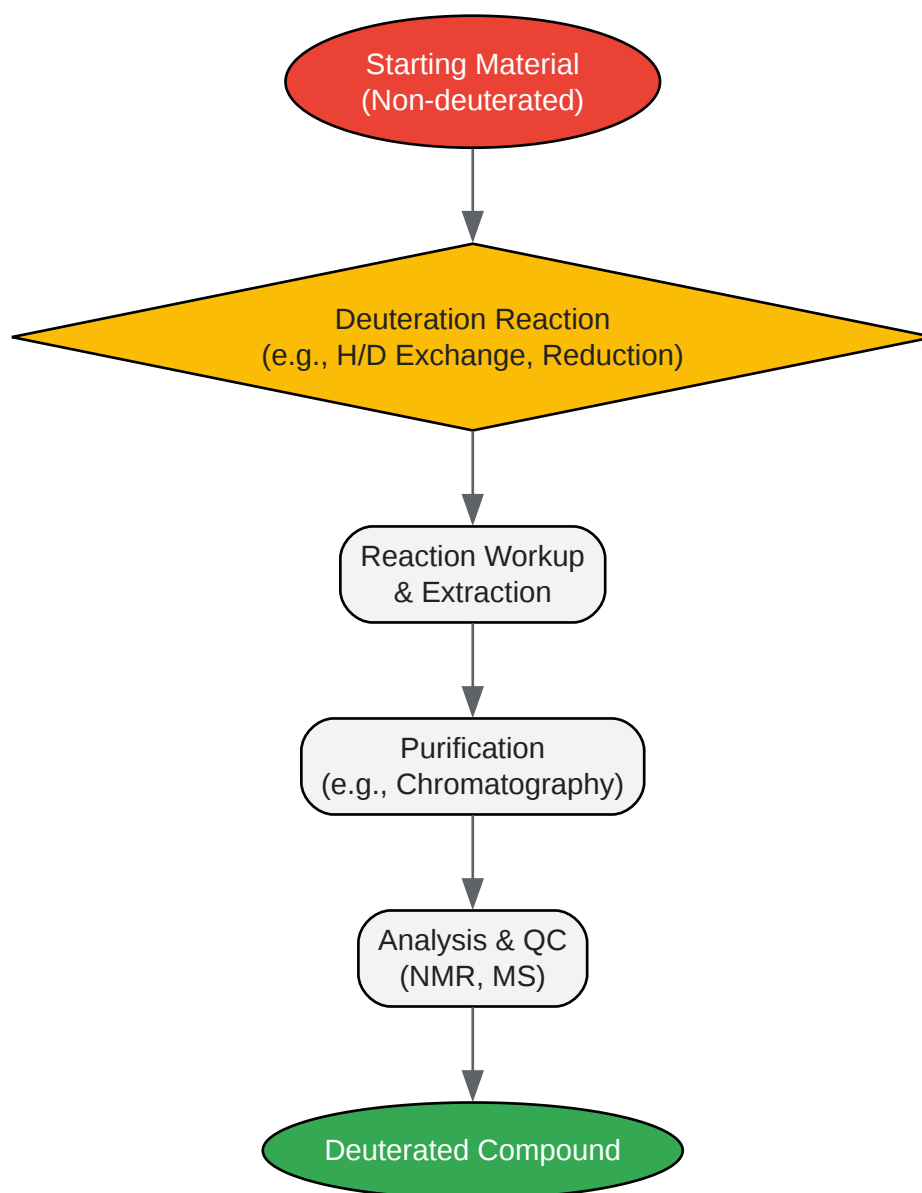 Starting Material
(Non-deuterated)
Deuteration Reaction
(e.g., H/D Exchange, Reduction)
Reaction Workup
& Extraction
Purification
(e.g., Chromatography)
Analysis & QC
(NMR, MS)
Deuterated Compound